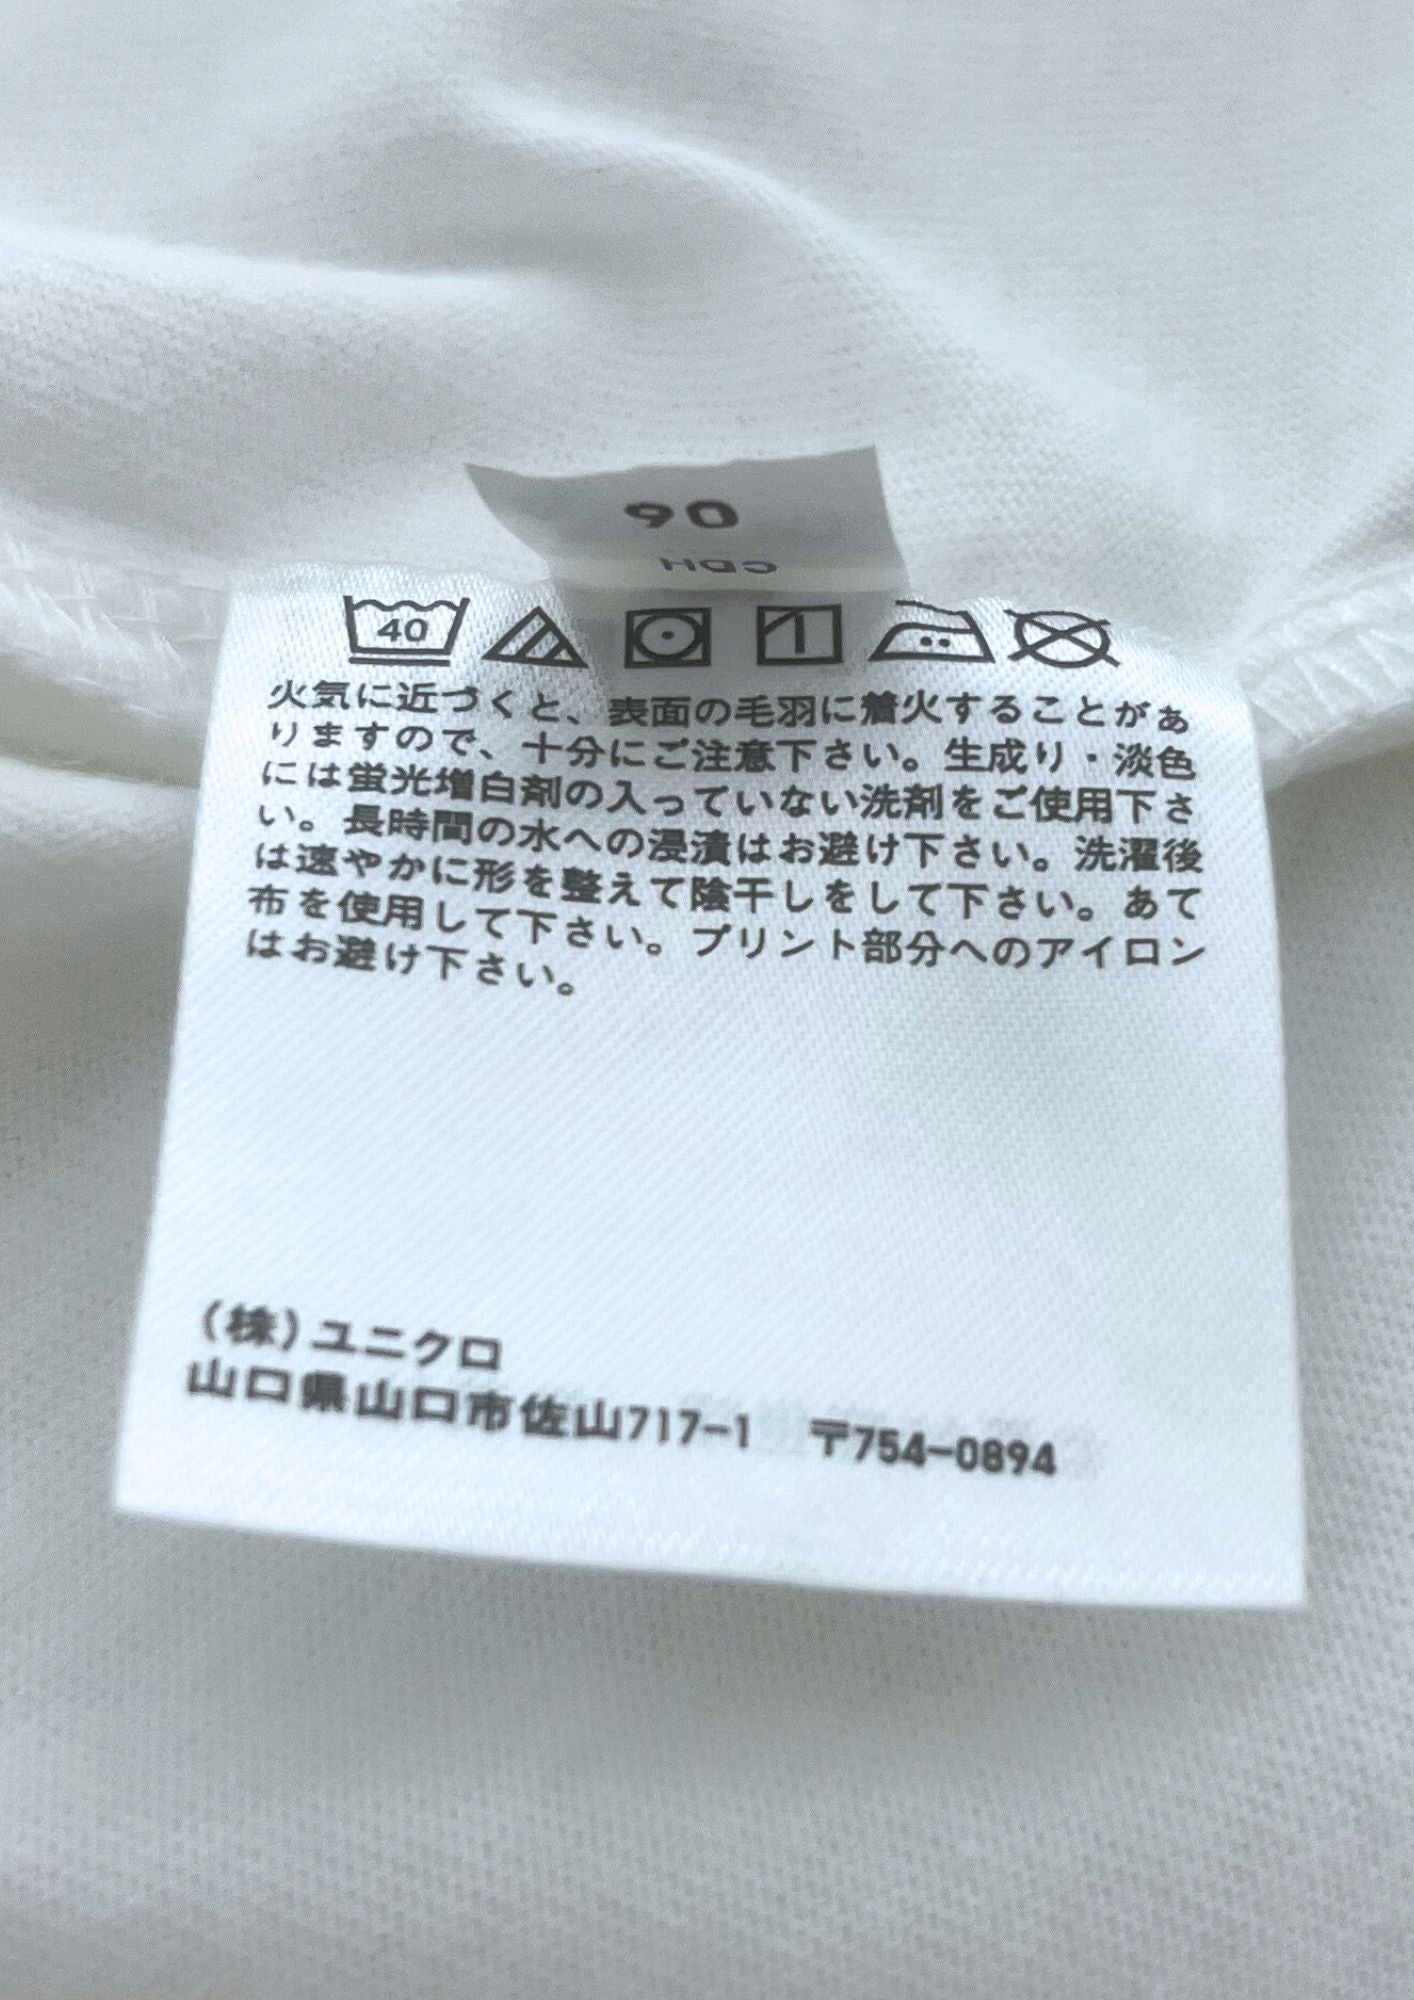 90
CDH
40
火気に近づくと、表面の毛羽に着火することがあ
りますので、十分にご注意下さい。生成り・淡色
には蛍光増白剤の入っていない洗剤をご使用下さ
い。長時間の水への浸漬はお避け下さい。洗濯後
は速やかに形を整えて陰干しをして下さい。あて
布を使用して下さい。プリント部分へのアイロン
はお避け下さい。
(株)ユニクロ
山口県山口市佐山717-1　〒754-0894